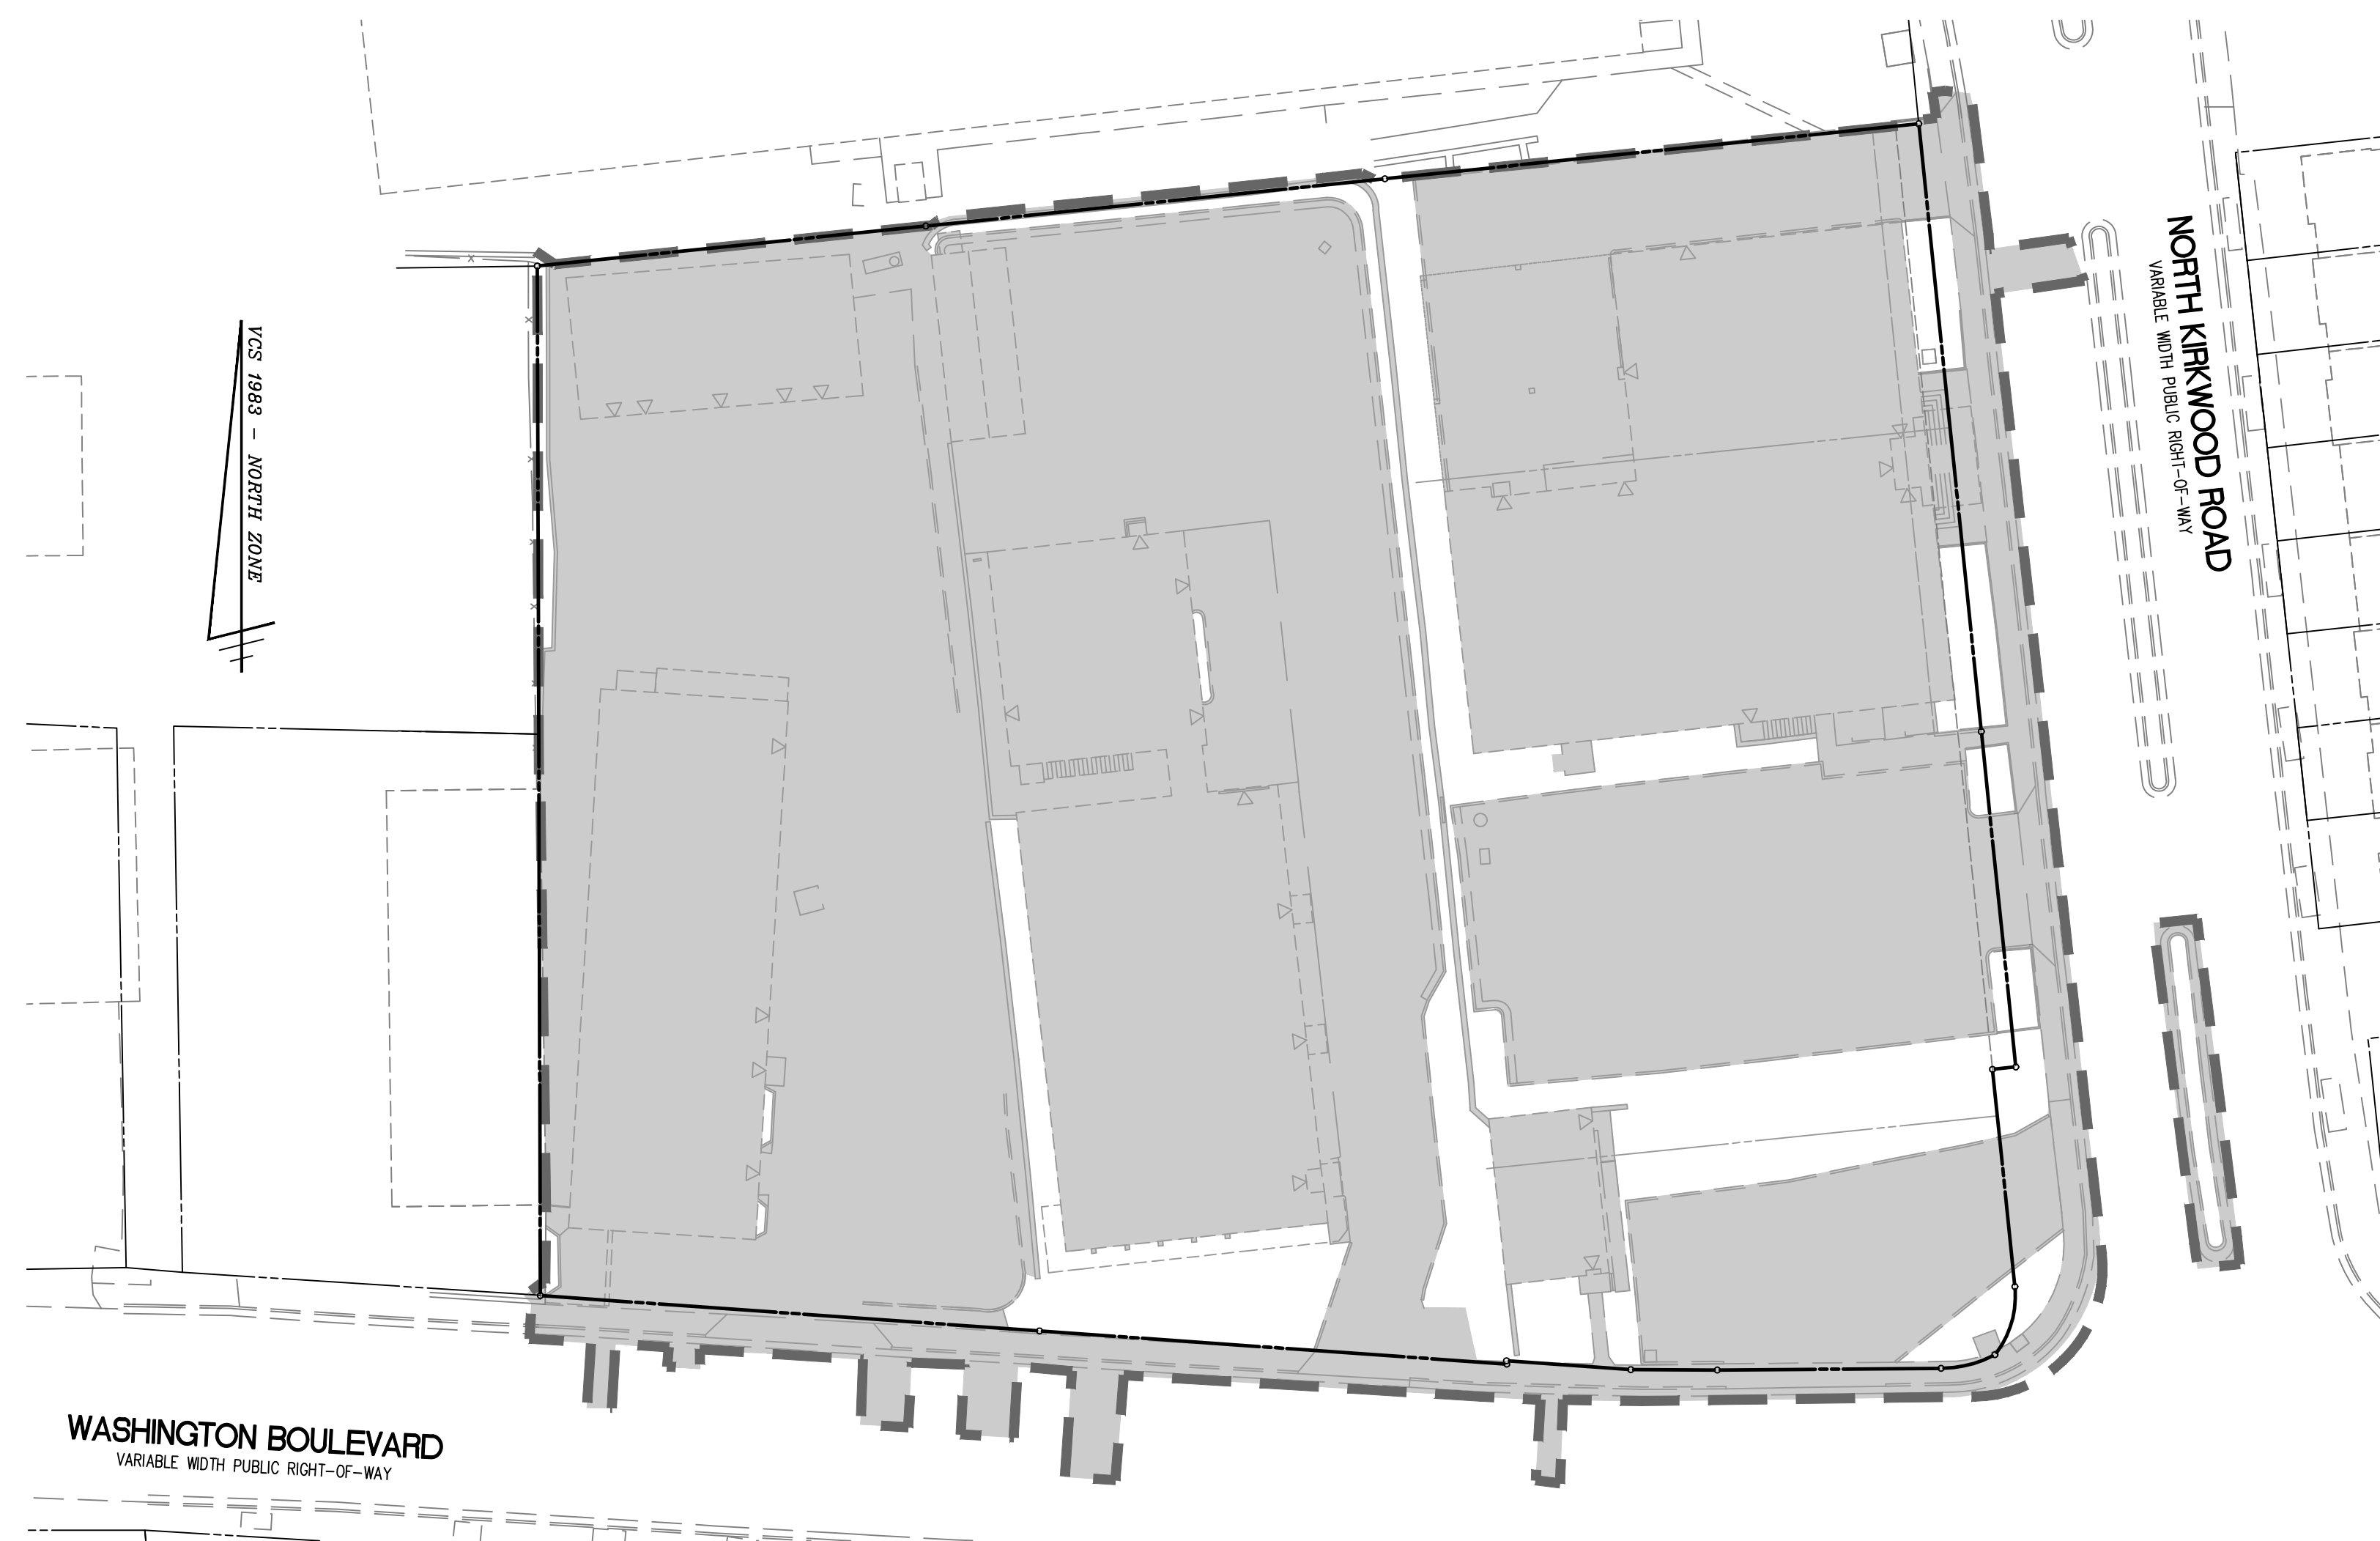 NORTH KIRKWOOD ROAD
VARIABLE WIDTH PUBLIC RIGHT-OF-WAY
VCS 1983 - NORTH ZONE
WASHINGTON BOULEVARD
VARIABLE WIDTH PUBLIC RIGHT-OF-WAY